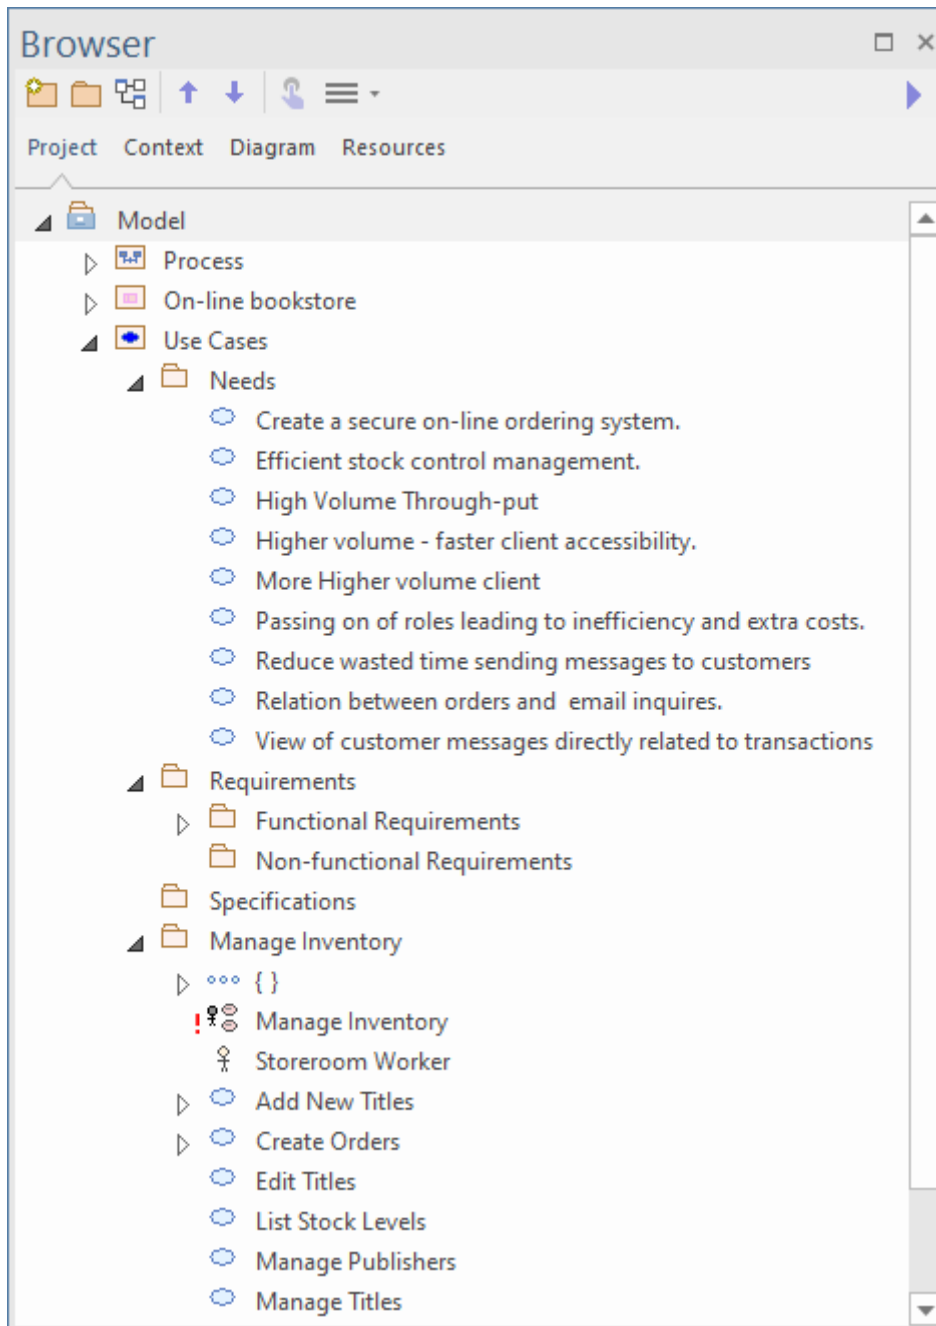 Browser
Project Context Diagram Resources
Model
Process
On-line bookstore
Use Cases
Needs
Create a secure on-line ordering system.
Efficient stock control management.
High Volume Through-put
Higher volume - faster client accessibility.
More Higher volume client
Passing on of roles leading to inefficiency and extra costs.
Reduce wasted time sending messages to customers
Relation between orders and  email inquires.
View of customer messages directly related to transactions
Requirements
Functional Requirements
Non-functional Requirements
Specifications
Manage Inventory
{ }
! Manage Inventory
Storeroom Worker
Add New Titles
Create Orders
Edit Titles
List Stock Levels
Manage Publishers
Manage Titles